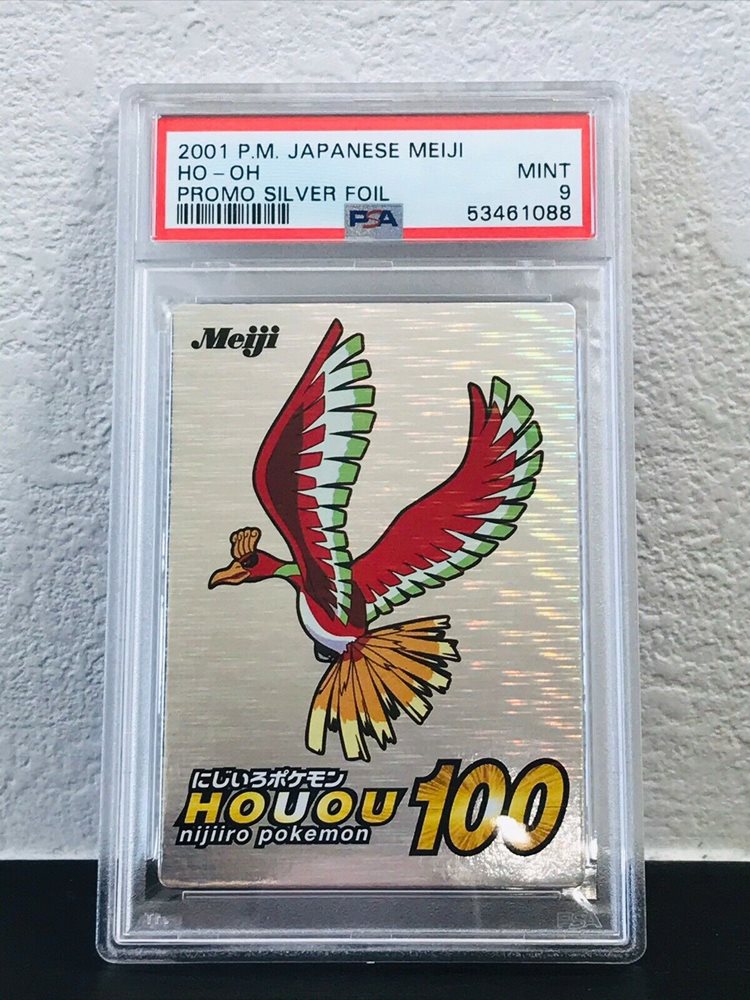 2001 P.M. JAPANESE MEIJI
HO-OH MINT
PROMO SILVER FOIL 9
PSA 53461088
Meiji
にじいろポケモン
HOUOU 100
nijiiro pokemon
PSA